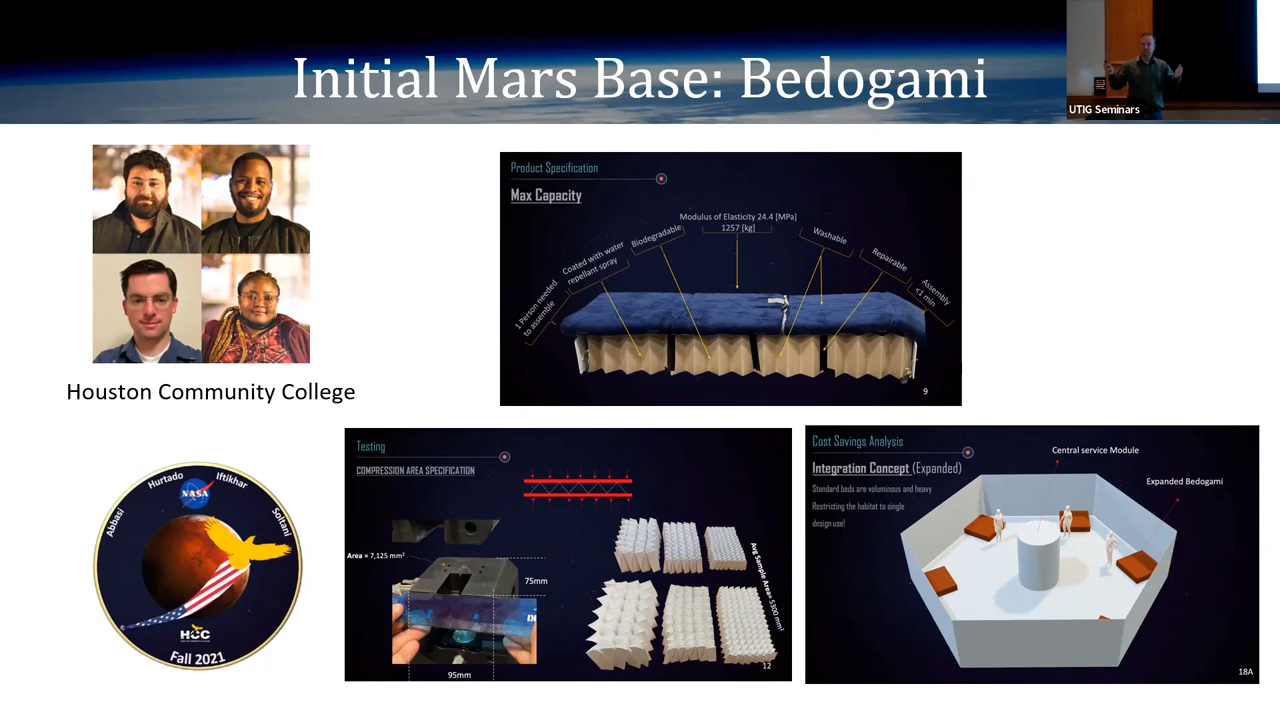 Initial Mars Base: Bedogami
UTIG Seminars
Houston Community College
Product Specification
Max Capacity
1 Person needed
to assemble
Coated with water
repellant spray
Biodegradable
Modulus of Elasticity 24.4 [MPa]
1257 [kg]
Washable
Repairable
Assembly
<1 min
9
Abbasi
Hurtado
Iftikhar
Soltani
NASA
HCC
Fall 2021
Testing
COMPRESSION AREA SPECIFICATION
Area = 7,125 mm²
75mm
95mm
Avg Sample Area= 5300 mm²
12
Cost Savings Analysis
Integration Concept (Expanded)
Standard beds are voluminous and heavy
Restricting the habitat to single
design use!
Central service Module
Expanded Bedogami
18A